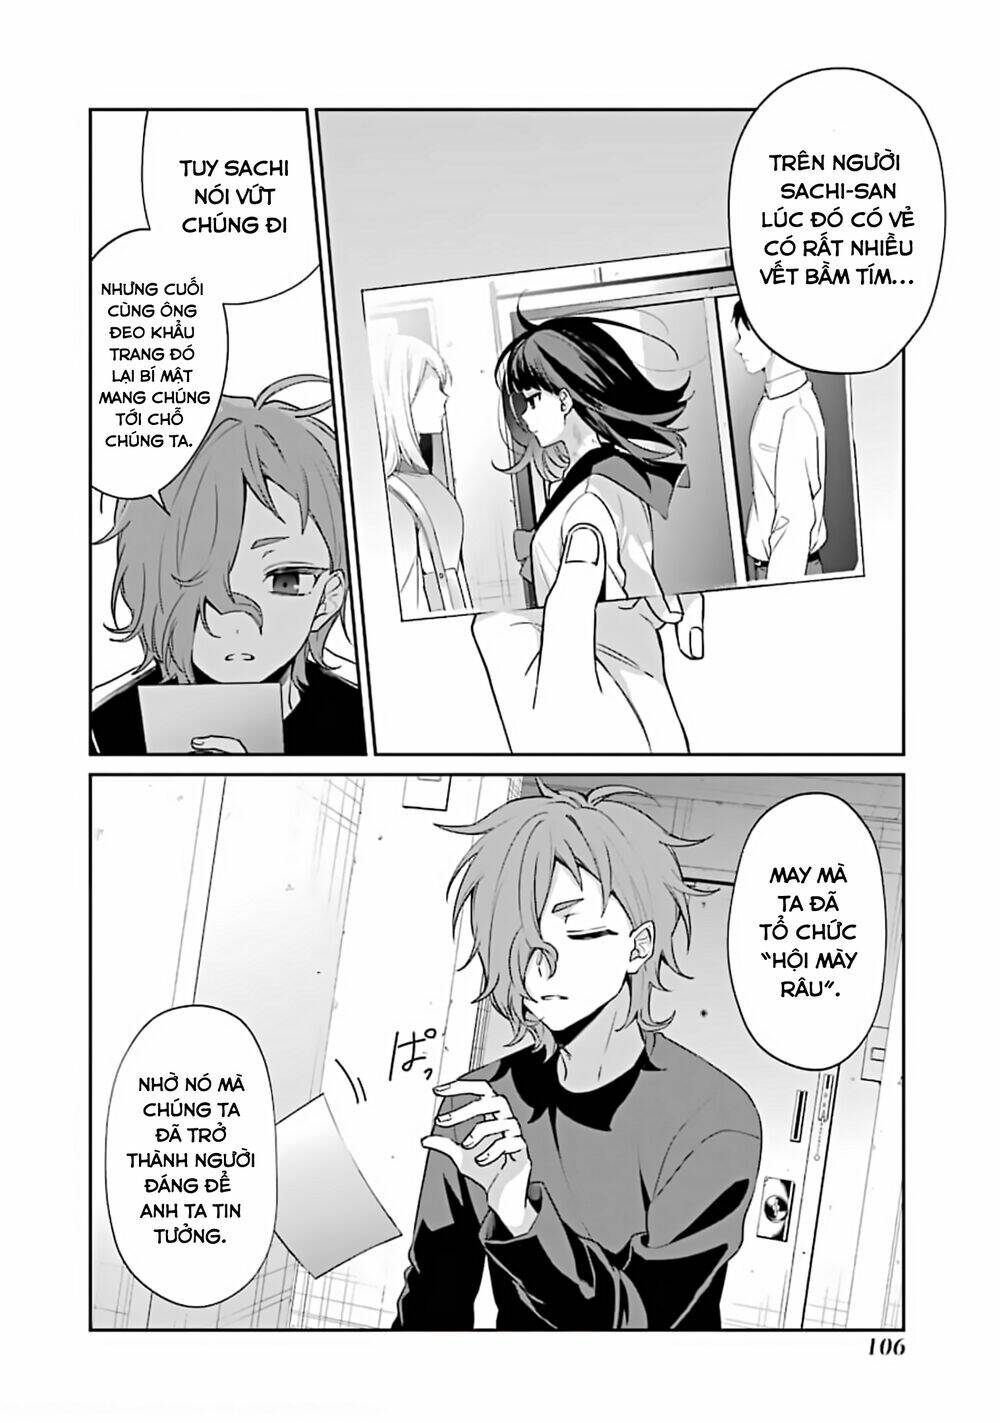 TRÊN NGƯỜI
SACHI-SAN
LÚC ĐÓ CÓ VẺ
CÓ RẤT NHIỀU
VẾT BẦM TÍM...
TUY SACHI
NÓI VỨT
CHÚNG ĐI
NHƯNG CUỐI
CÙNG ÔNG
ĐEO KHẨU
TRANG ĐÓ
LẠI BÍ MẬT
MANG CHÚNG
TỚI CHỖ
CHÚNG TA.
MAY MÀ
TA ĐÃ
TỔ CHỨC
“HỘI MÀY
RÂU”.
ぱっ
NHỜ NÓ MÀ
CHÚNG TA
ĐÃ TRỞ
THÀNH NGƯỜI
ĐÁNG ĐỂ
ANH TA TIN
TƯỞNG.
106